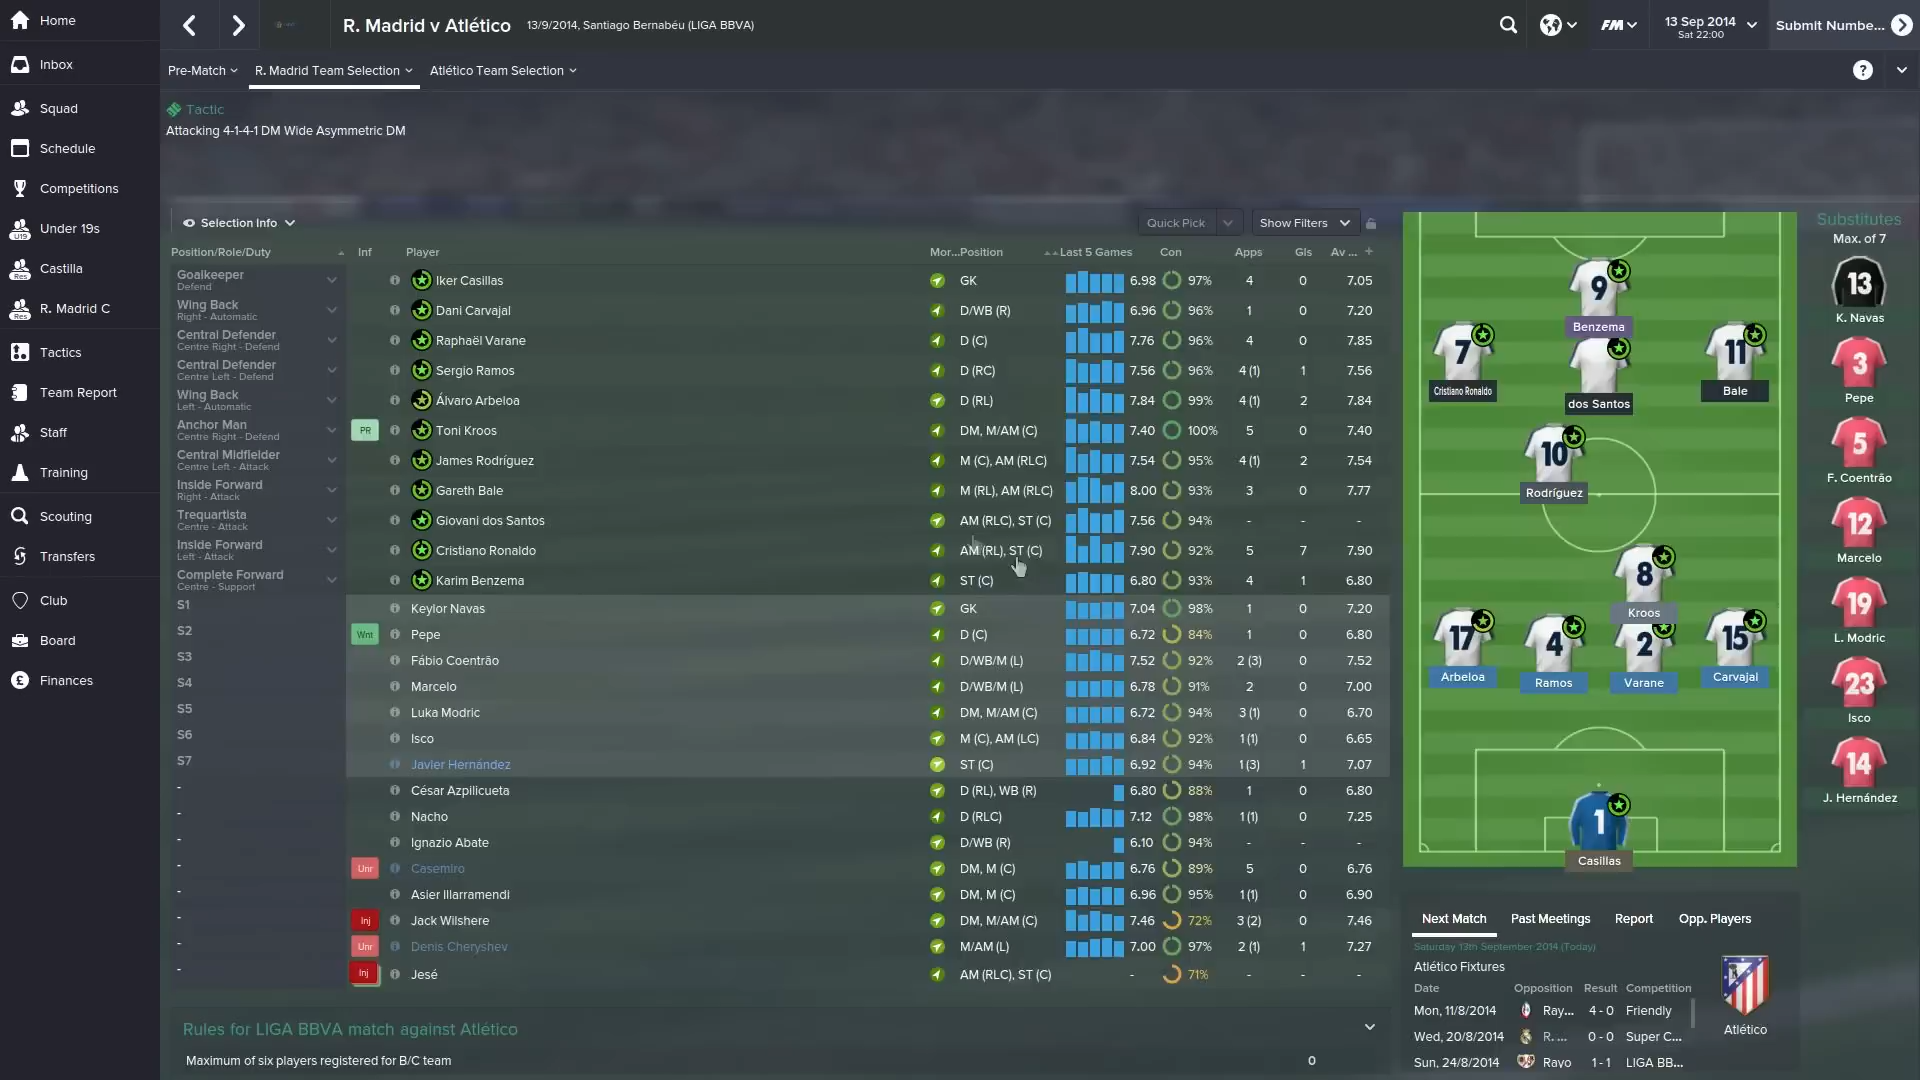 Home
Inbox
Squad
Schedule
Competitions
Under 19s
Castilla
R. Madrid C
Tactics
Team Report
Staff
Training
Scouting
Transfers
Club
Board
Finances
R. Madrid v Atlético 13/9/2014, Santiago Bernabéu (LIGA BBVA)
FM
13 Sep 2014
Sat 22:00
Submit Numbe...
Pre-Match R. Madrid Team Selection Atlético Team Selection
Tactic
Attacking 4-1-4-1 DM Wide Asymmetric DM
Selection Info Quick Pick Show Filters
Position/Role/Duty Inf Player Mor... Position Last 5 Games Con Apps Gls Av ... +
Goalkeeper
Defend
Iker Casillas GK 6.98 97% 4 0 7.05
Wing Back
Right - Automatic
Dani Carvajal D/WB (R) 6.96 96% 1 0 7.20
Central Defender
Centre Right - Defend
Raphaël Varane D (C) 7.76 96% 4 0 7.85
Central Defender
Centre Left - Defend
Sergio Ramos D (RC) 7.56 96% 4 (1) 1 7.56
Wing Back
Left - Automatic
Álvaro Arbeloa D (RL) 7.84 99% 4 (1) 2 7.84
Anchor Man
Centre Right - Defend
PR Toni Kroos DM, M/AM (C) 7.40 100% 5 0 7.40
Central Midfielder
Centre Left - Attack
James Rodríguez M (C), AM (RLC) 7.54 95% 4 (1) 2 7.54
Inside Forward
Right - Attack
Gareth Bale M (RL), AM (RLC) 8.00 93% 3 0 7.77
Trequartista
Centre - Attack
Giovani dos Santos AM (RLC), ST (C) 7.56 94% - - -
Inside Forward
Left - Attack
Cristiano Ronaldo AM (RL), ST (C) 7.90 92% 5 7 7.90
Complete Forward
Centre - Support
Karim Benzema ST (C) 6.80 93% 4 1 6.80
S1 Keylor Navas GK 7.04 98% 1 0 7.20
S2 Wnt Pepe D (C) 6.72 84% 1 0 6.80
S3 Fábio Coentrão D/WB/M (L) 7.52 92% 2 (3) 0 7.52
S4 Marcelo D/WB/M (L) 6.78 91% 2 0 7.00
S5 Luka Modric DM, M/AM (C) 6.72 94% 3 (1) 0 6.70
S6 Isco M (C), AM (LC) 6.84 92% 1 (1) 0 6.65
S7 Javier Hernández ST (C) 6.92 94% 1 (3) 1 7.07
- César Azpilicueta D (RL), WB (R) 6.80 88% 1 0 6.80
- Nacho D (RLC) 7.12 98% 1 (1) 0 7.25
- Ignazio Abate D/WB (R) 6.10 94% - - -
- Unr Casemiro DM, M (C) 6.76 89% 5 0 6.76
- Asier Illarramendi DM, M (C) 6.96 95% 1 (1) 0 6.90
- Inj Jack Wilshere DM, M/AM (C) 7.46 72% 3 (2) 0 7.46
- Unr Denis Cheryshev M/AM (L) 7.00 97% 2 (1) 1 7.27
- Inj Jesé AM (RLC), ST (C) - 71% - - -
Rules for LIGA BBVA match against Atlético
Maximum of six players registered for B/C team 0
9
Benzema
7
Cristiano Ronaldo
dos Santos
11
Bale
10
Rodríguez
8
Kroos
17
Arbeloa
4
Ramos
2
Varane
15
Carvajal
1
Casillas
Substitutes
Max. of 7
13
K. Navas
3
Pepe
5
F. Coentrão
12
Marcelo
19
L. Modric
23
Isco
14
J. Hernández
Next Match Past Meetings Report Opp. Players
Saturday 13th September 2014 (Today)
Atlético Fixtures
Date Opposition Result Competition
Mon, 11/8/2014 Ray... 4 - 0 Friendly
Wed, 20/8/2014 R. ... 0 - 0 Super C...
Sun, 24/8/2014 Rayo 1 - 1 LIGA BB...
Atlético